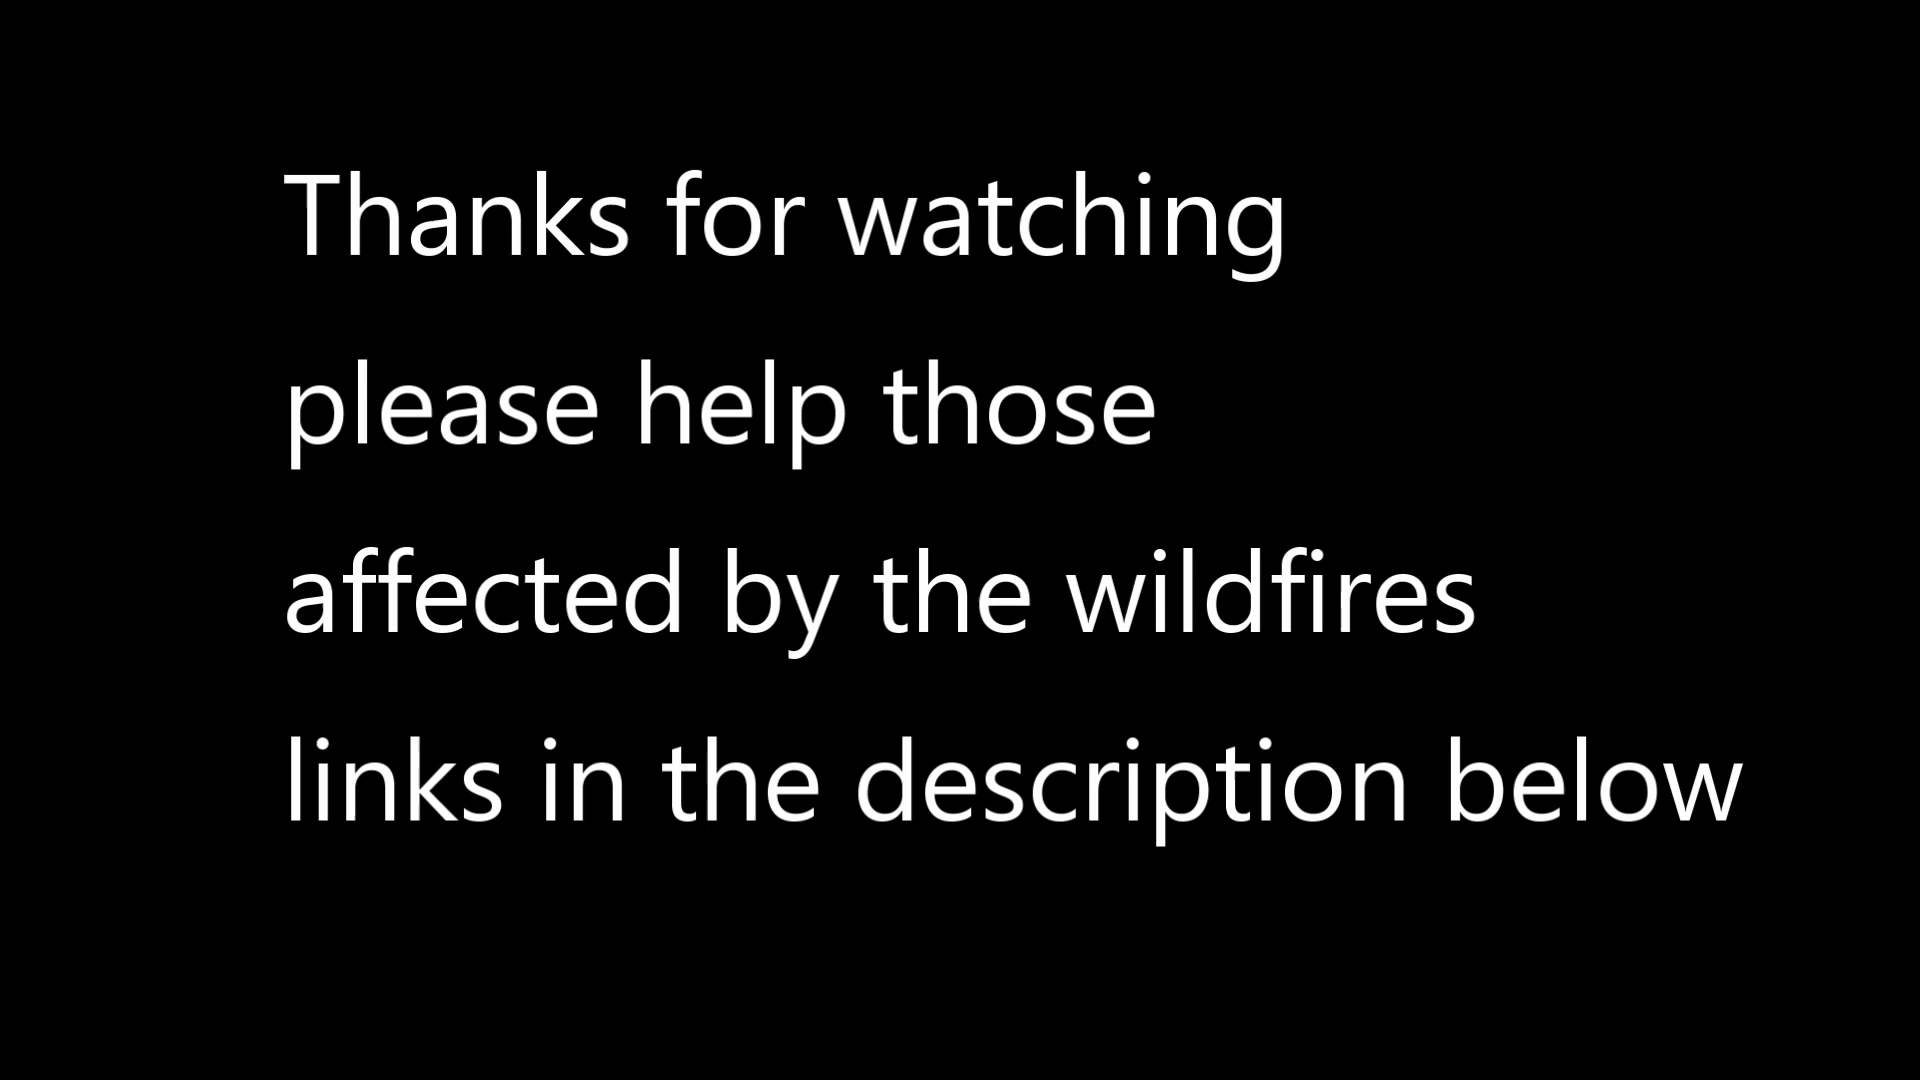 Thanks for watching
please help those
affected by the wildfires
links in the description below